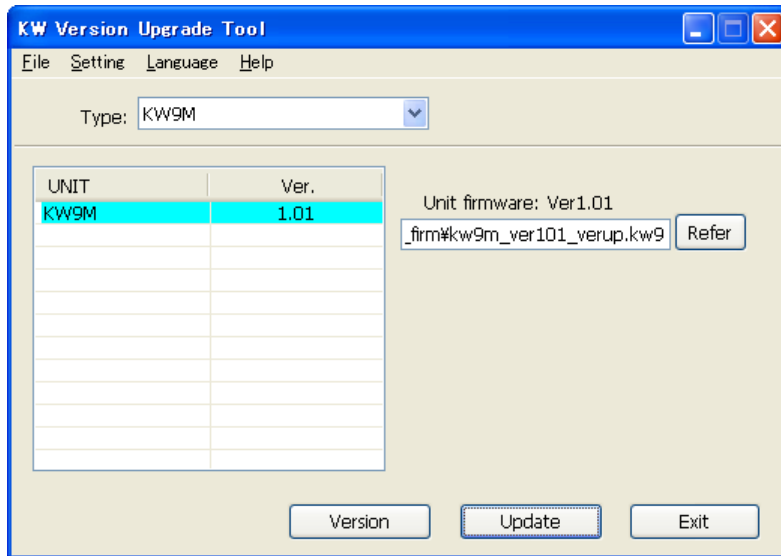 KW Version Upgrade Tool
File Setting Language Help
Type: KW9M
UNIT Ver.
KW9M 1.01
Unit firmware: Ver1.01
_firm¥kw9m_ver101_verup.kw9 Refer
Version Update Exit